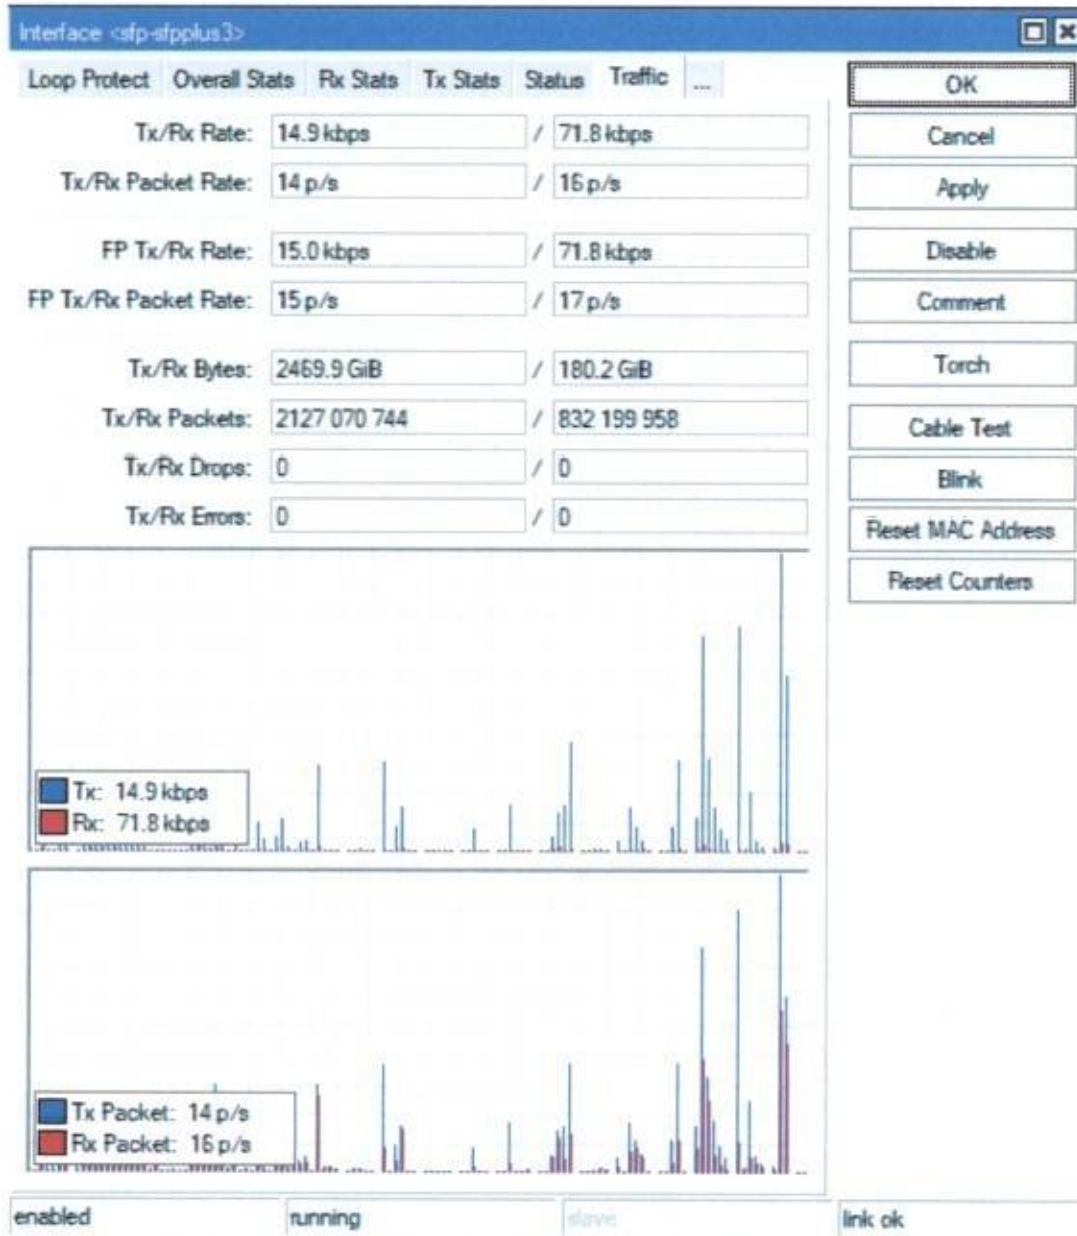 Interface <sfp-sfpplus3>
Loop Protect Overall Stats Rx Stats Tx Stats Status Traffic ...
Tx/Rx Rate: 14.9 kbps / 71.8 kbps
Tx/Rx Packet Rate: 14 p/s / 16 p/s
FP Tx/Rx Rate: 15.0 kbps / 71.8 kbps
FP Tx/Rx Packet Rate: 15 p/s / 17 p/s
Tx/Rx Bytes: 2469.9 GiB / 180.2 GiB
Tx/Rx Packets: 2127 070 744 / 832 199 958
Tx/Rx Drops: 0 / 0
Tx/Rx Errors: 0 / 0
OK
Cancel
Apply
Disable
Comment
Torch
Cable Test
Blink
Reset MAC Address
Reset Counters
Tx: 14.9 kbps
Rx: 71.8 kbps
Tx Packet: 14 p/s
Rx Packet: 16 p/s
enabled running slave link ok